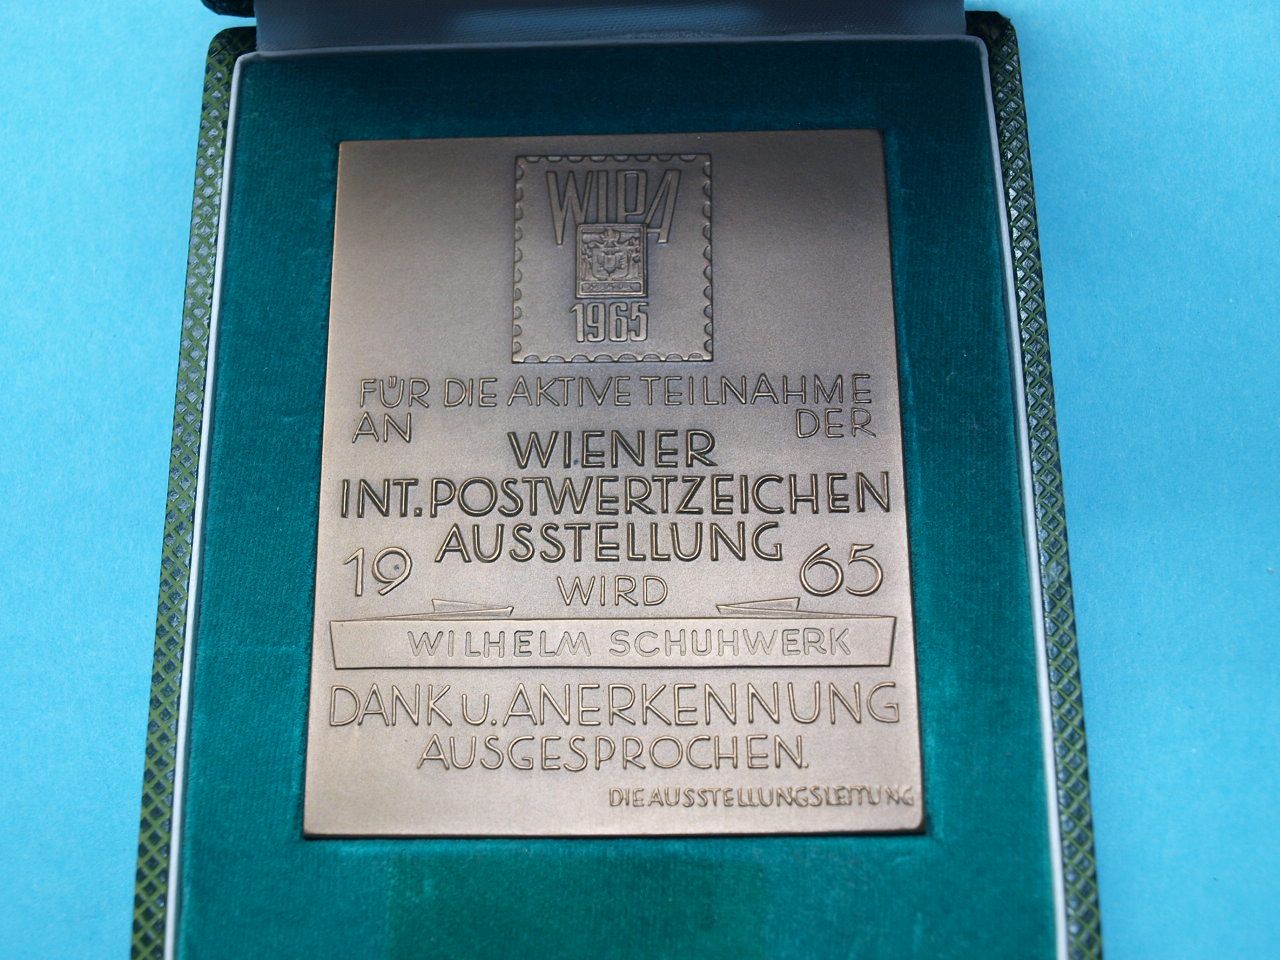 WIPA
1965
FÜR DIE AKTIVE TEILNAHME
AN DER
WIENER
INT. POSTWERTZEICHEN
AUSSTELLUNG
19 65
WIRD
WILHELM SCHUHWERK
DANK u. ANERKENNUNG
AUSGESPROCHEN.
DIE AUSSTELLUNGSLEITUNG